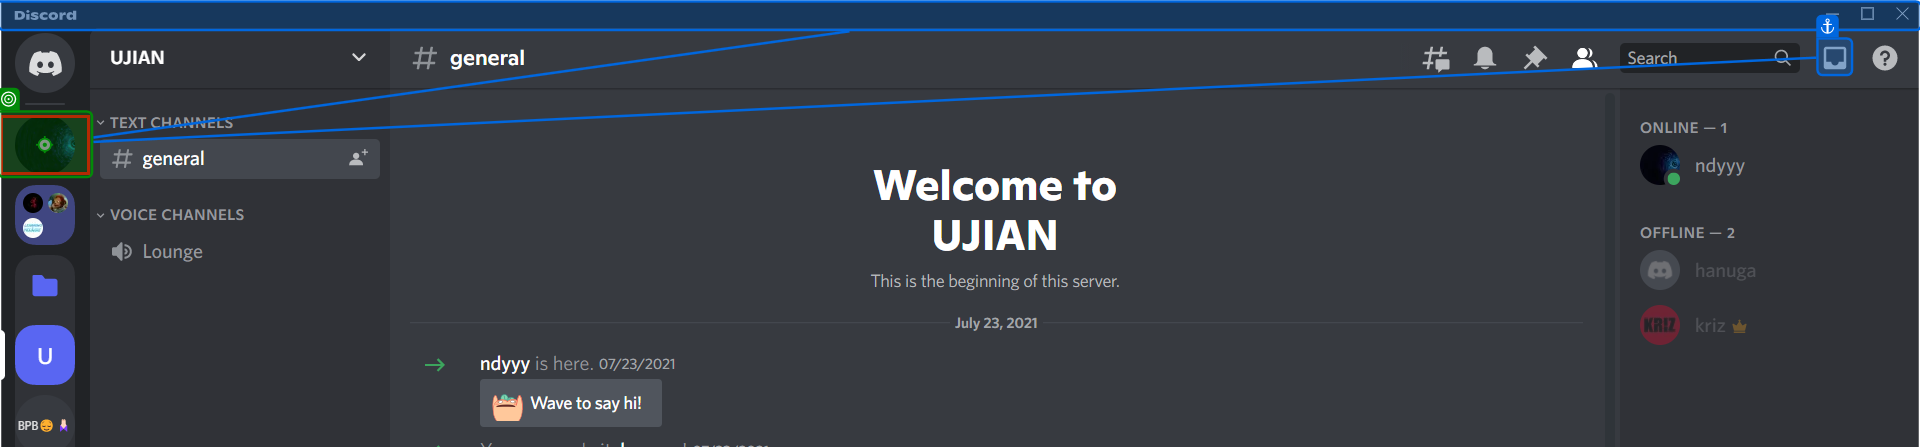 Discord
UJIAN
general
Search
TEXT CHANNELS
general
VOICE CHANNELS
Lounge
U
BPB
Welcome to
UJIAN
This is the beginning of this server.
July 23, 2021
ndyyy is here. 07/23/2021
Wave to say hi!
ONLINE — 1
ndyyy
OFFLINE — 2
hanuga
KRIZ
kriz